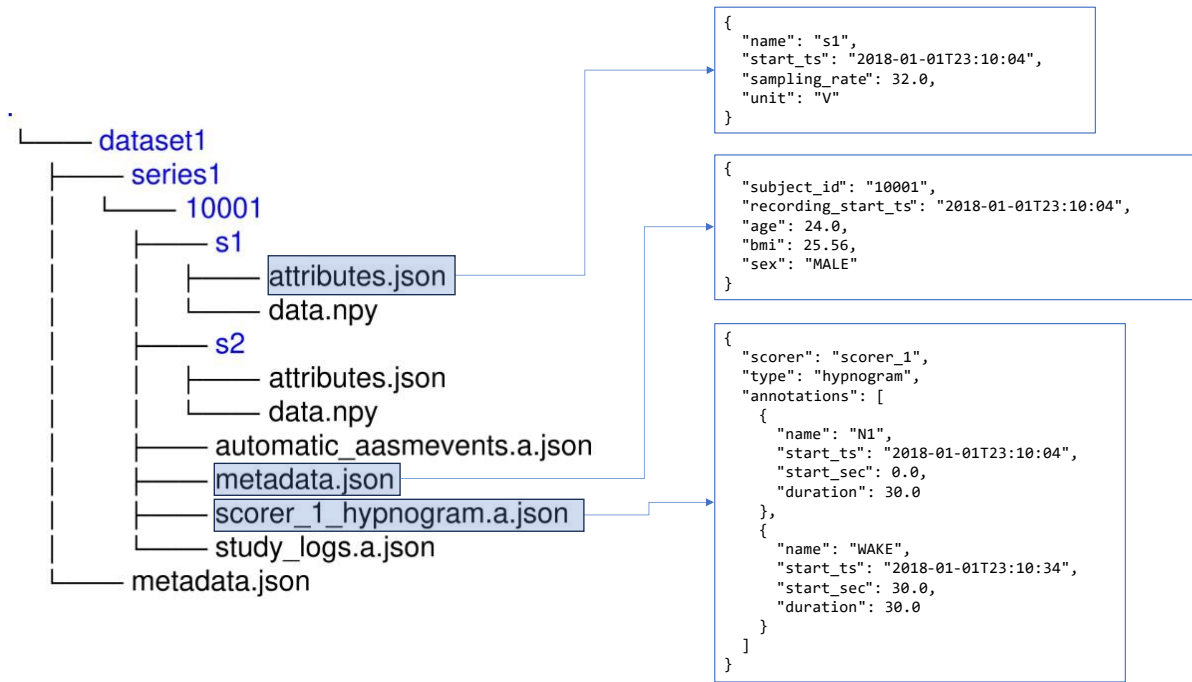 .
dataset1
series1
10001
s1
attributes.json
data.npy
s2
attributes.json
data.npy
automatic_aasmevents.a.json
metadata.json
scorer_1_hypnogram.a.json
study_logs.a.json
metadata.json
{
"name": "s1",
"start_ts": "2018-01-01T23:10:04",
"sampling_rate": 32.0,
"unit": "V"
}
{
"subject_id": "10001",
"recording_start_ts": "2018-01-01T23:10:04",
"age": 24.0,
"bmi": 25.56,
"sex": "MALE"
}
{
"scorer": "scorer_1",
"type": "hypnogram",
"annotations": [
{
"name": "N1",
"start_ts": "2018-01-01T23:10:04",
"start_sec": 0.0,
"duration": 30.0
},
{
"name": "WAKE",
"start_ts": "2018-01-01T23:10:34",
"start_sec": 30.0,
"duration": 30.0
}
]
}